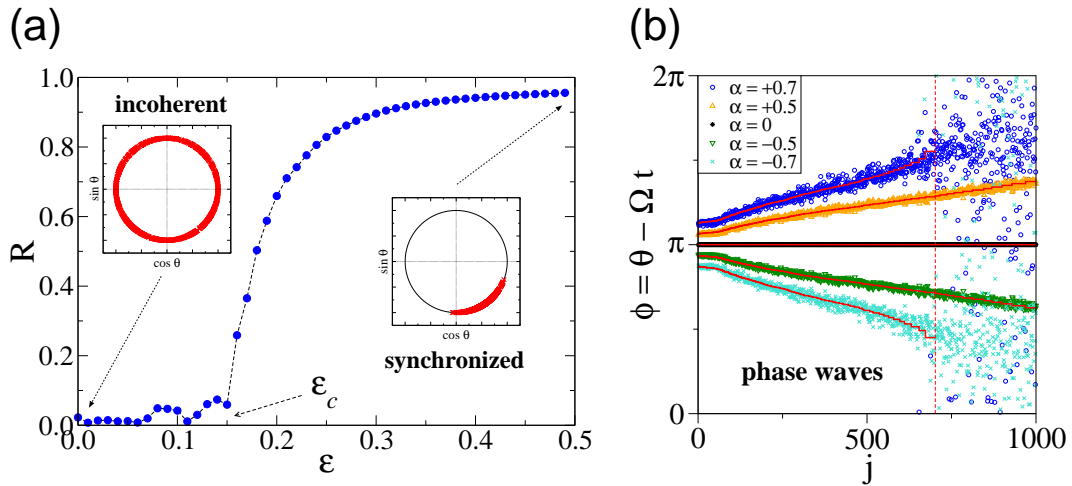 (a)
1.0
0.8
0.6
0.4
0.2
0.0
R
0.0
0.1
0.2
0.3
0.4
0.5
ε
incoherent
sin θ
cos θ
sin θ
cos θ
synchronized
ε_c
(b)
2π
π
0
ϕ = θ − Ω t
α = +0.7
α = +0.5
α = 0
α = −0.5
α = −0.7
phase waves
0
500
1000
j